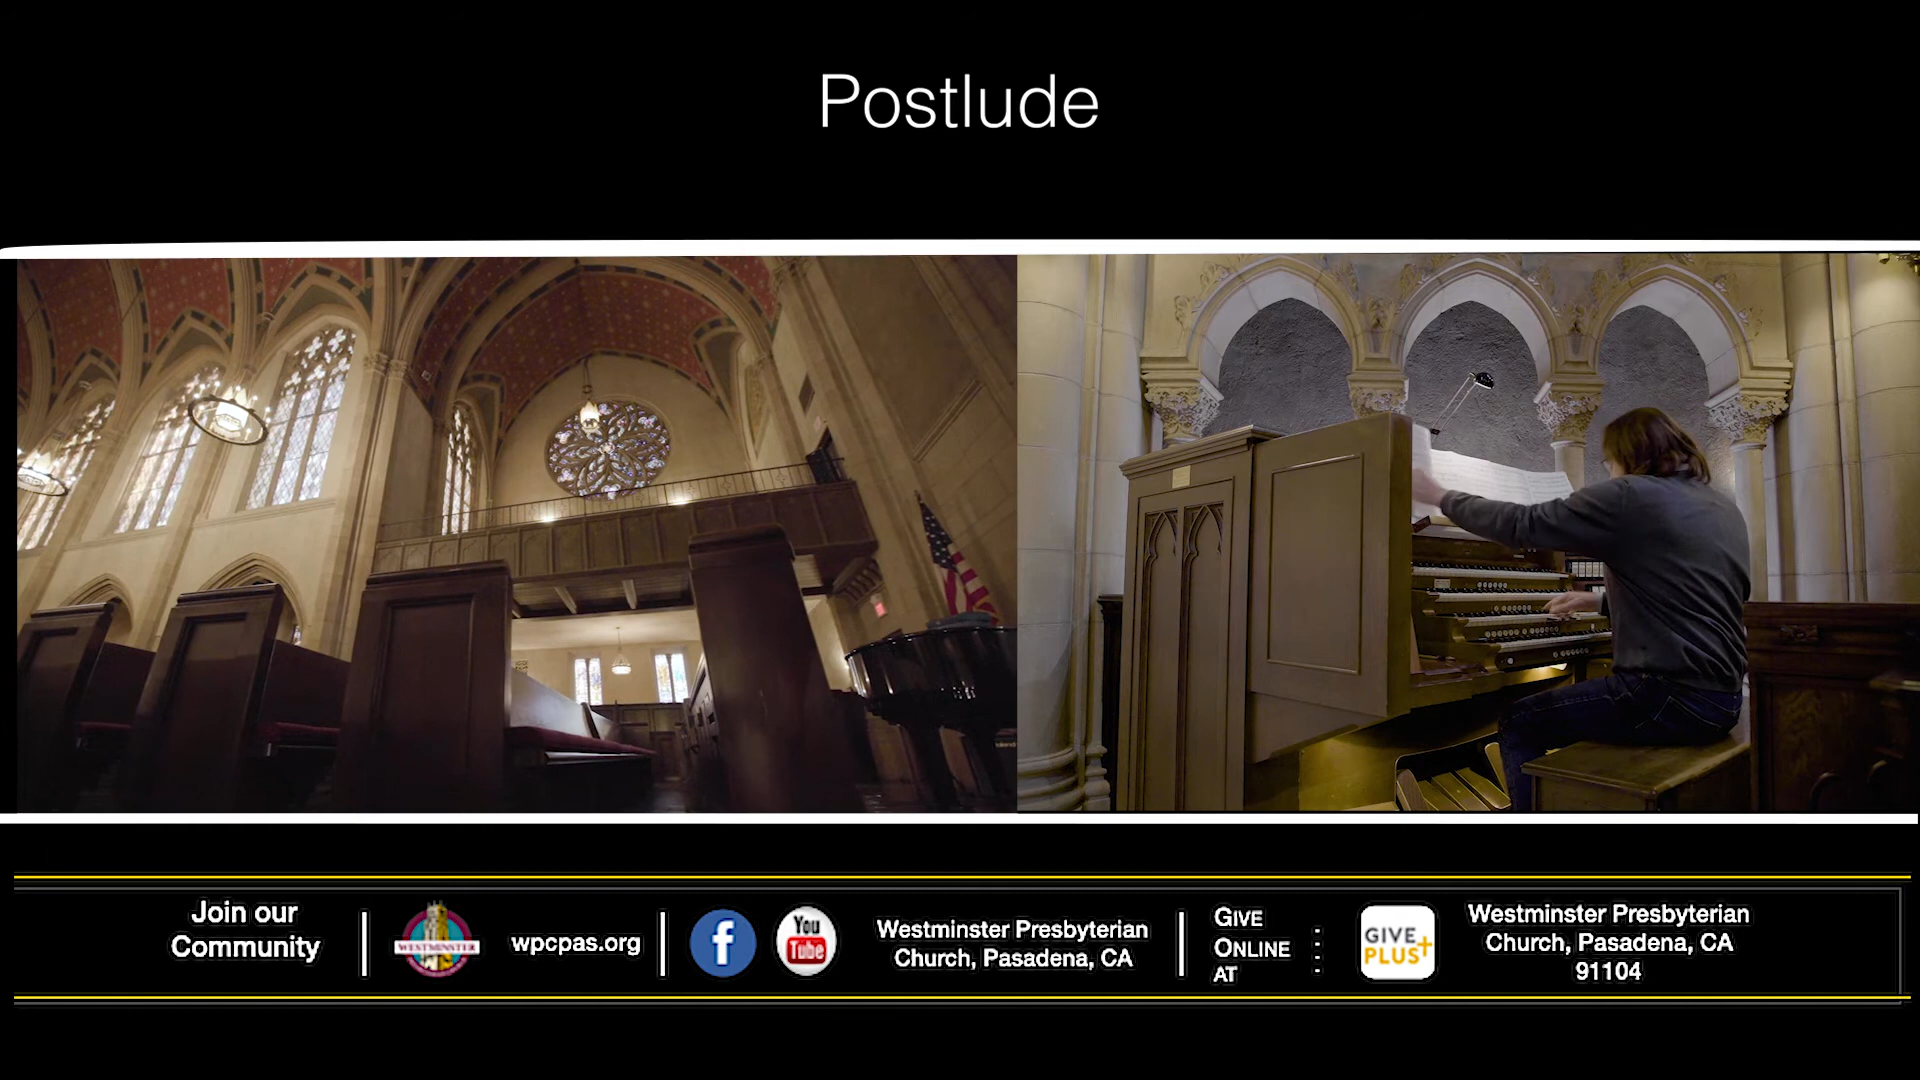 Postlude
Join our
Community
WESTMINSTER
wpcpas.org
f
You
Tube
Westminster Presbyterian
Church, Pasadena, CA
GIVE
ONLINE
AT
GIVE
PLUS+
Westminster Presbyterian
Church, Pasadena, CA
91104